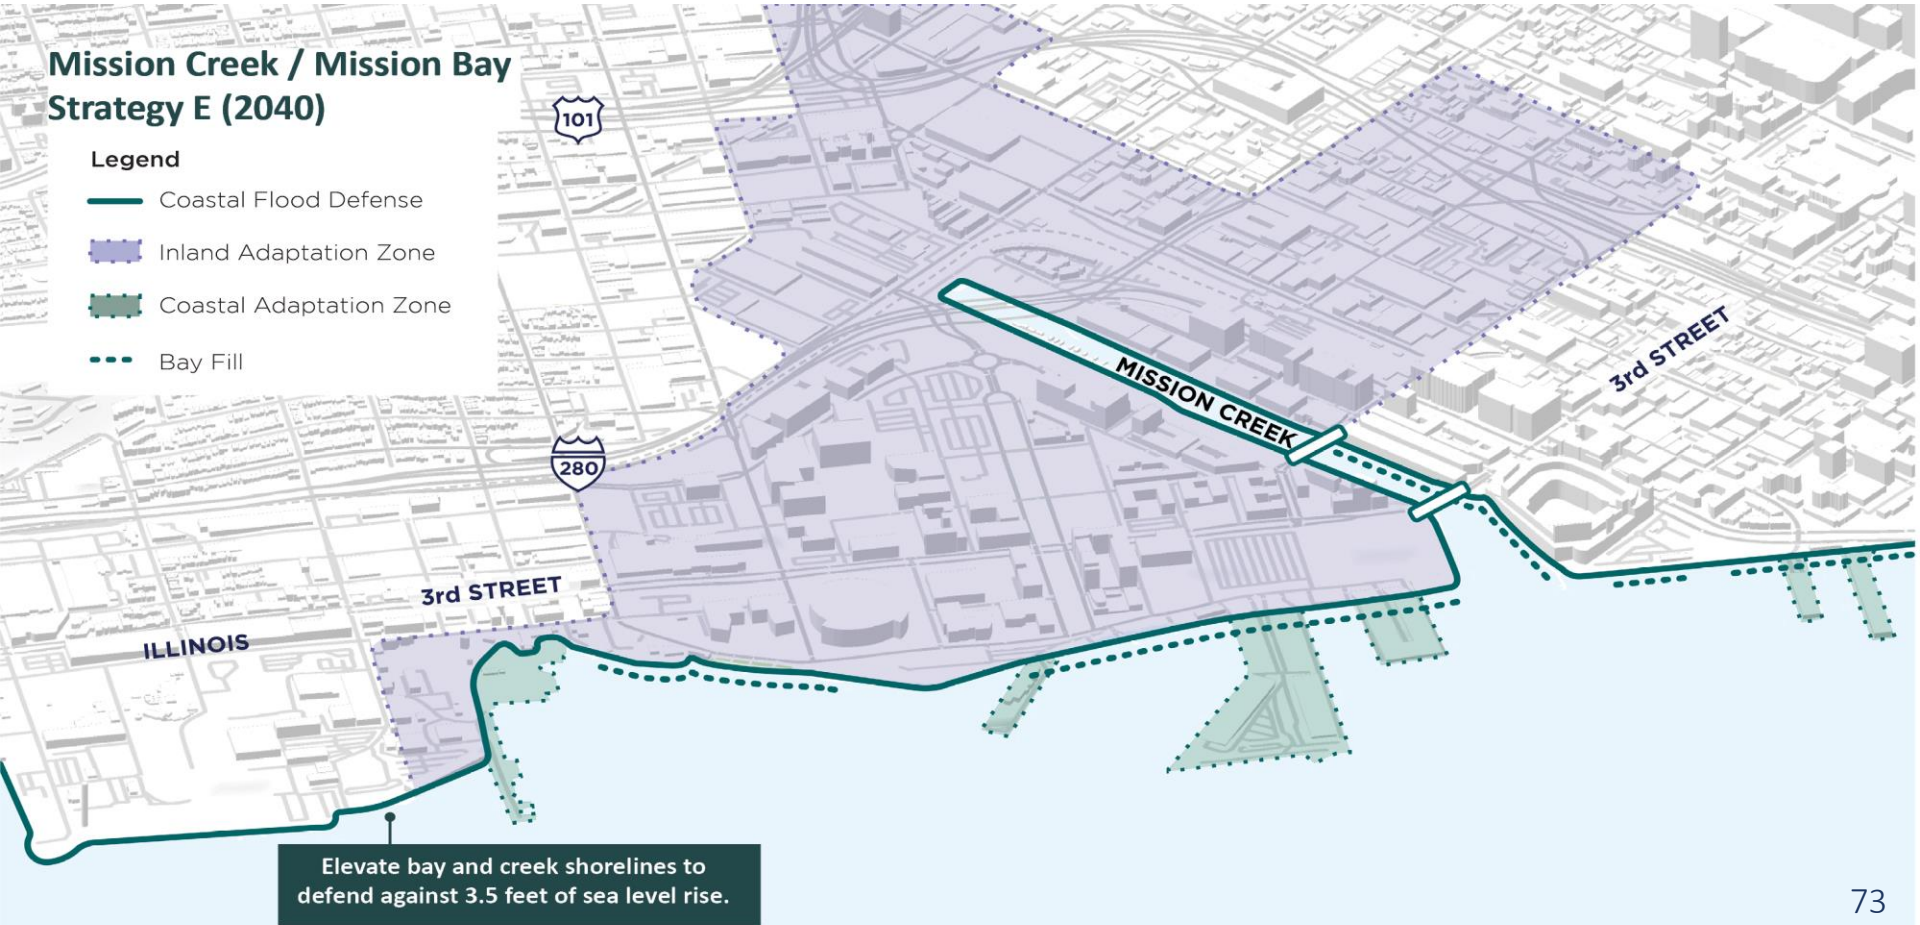 Mission Creek / Mission Bay
Strategy E (2040)
Legend
Coastal Flood Defense
Inland Adaptation Zone
Coastal Adaptation Zone
Bay Fill
101
280
MISSION CREEK
3rd STREET
3rd STREET
ILLINOIS
Elevate bay and creek shorelines to
defend against 3.5 feet of sea level rise.
73